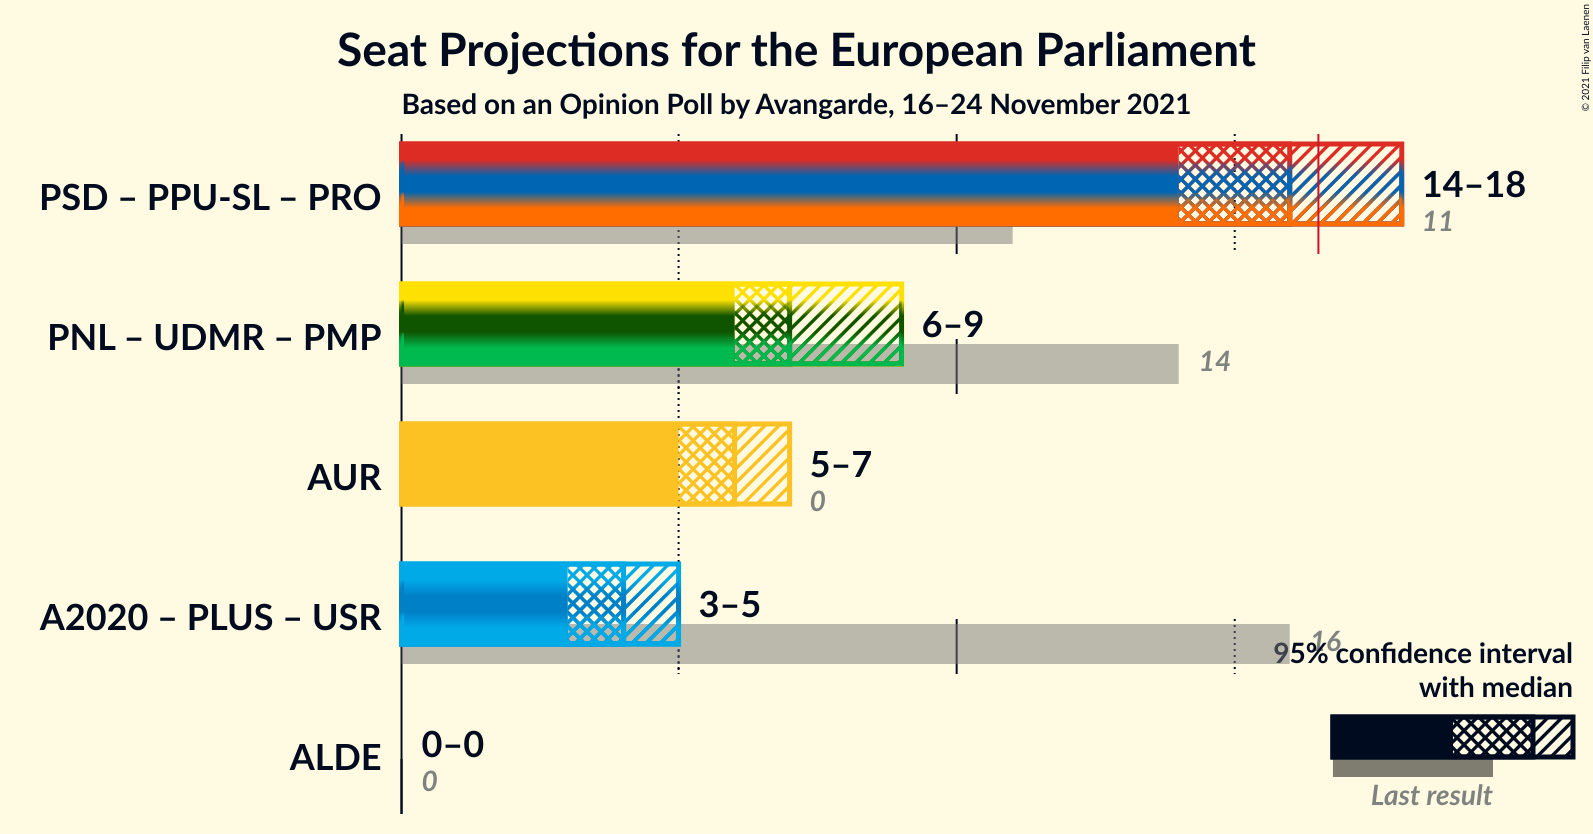 Seat Projections for the European Parliament
Based on an Opinion Poll by Avangarde, 16–24 November 2021
© 2021 Filip van Laenen
PSD – PPU-SL – PRO
14–18
11
PNL – UDMR – PMP
6–9
14
AUR
5–7
0
A2020 – PLUS – USR
3–5
16
95% confidence interval
with median
ALDE
0–0
0
Last result